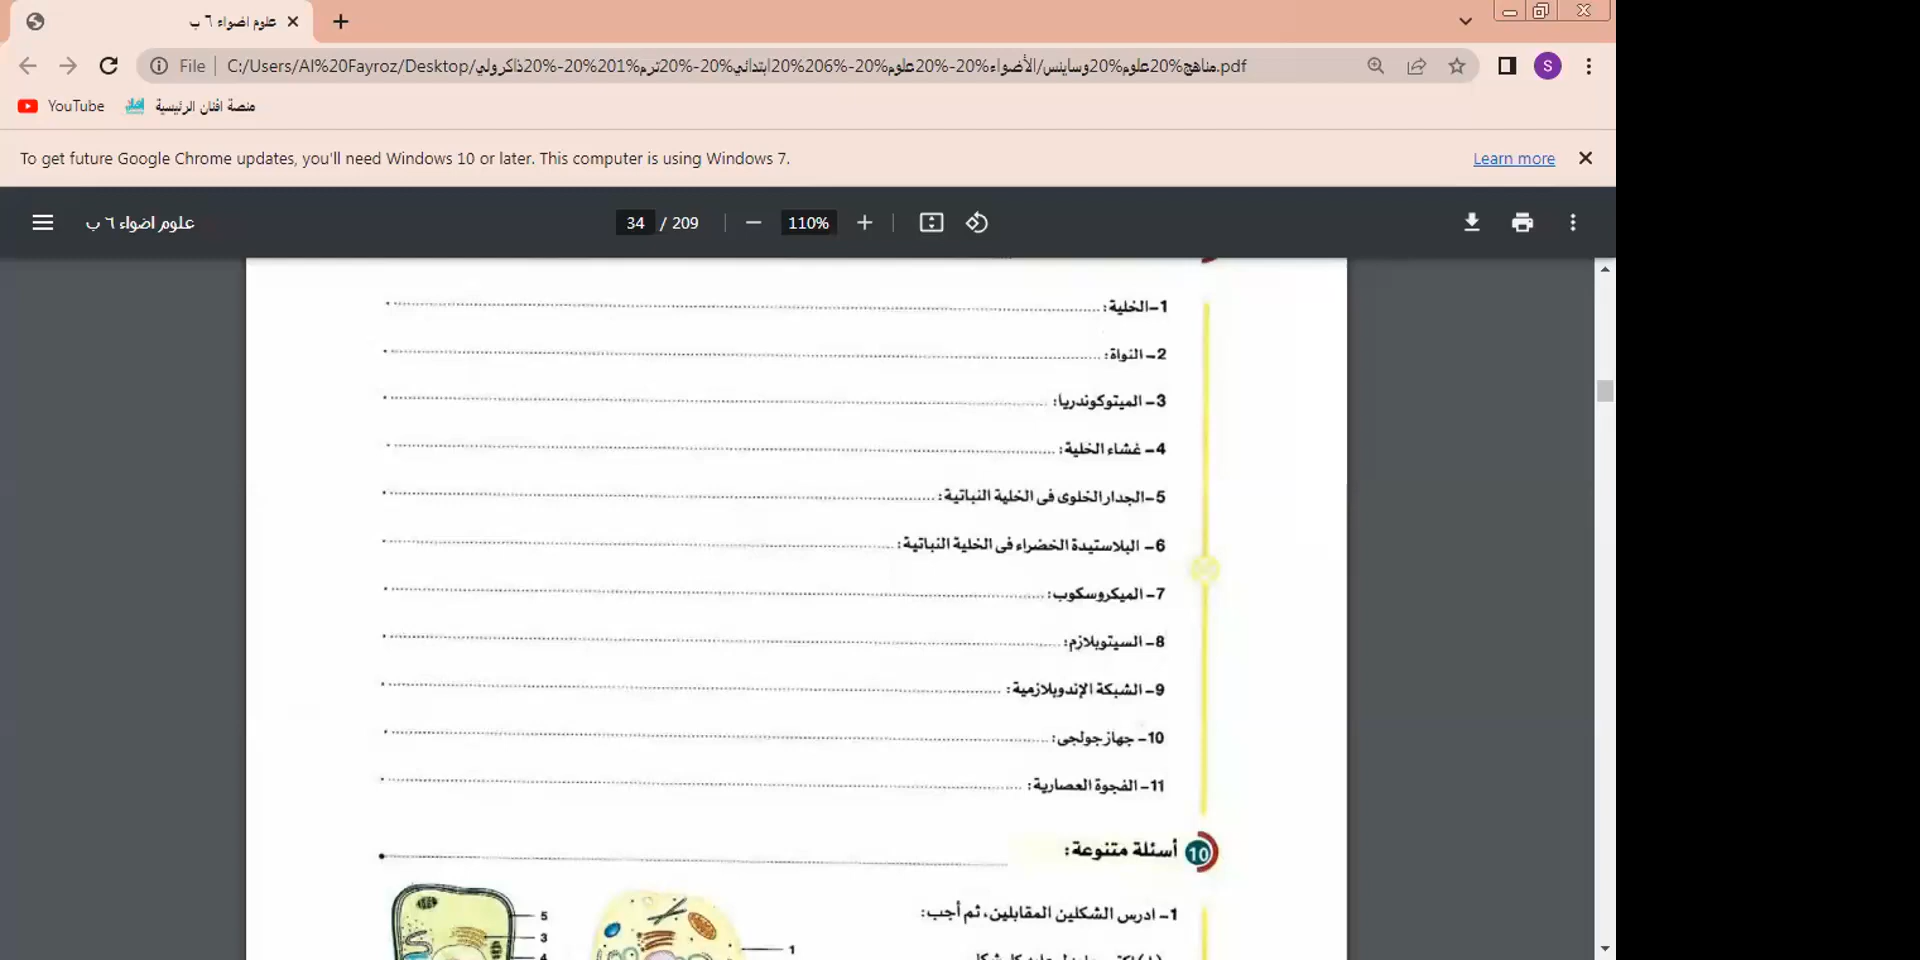 علوم اضواء ٦ ب
File
C:/Users/Al%20Fayroz/Desktop/مناهج%20علوم%20وساينس/الأضواء%20-%20علوم%20-%206%20ابتدائي%20-%20ترم%201%20-%20ذاكرولي.pdf
S
YouTube
منصة افنان الرئيسية
To get future Google Chrome updates, you'll need Windows 10 or later. This computer is using Windows 7.
Learn more
علوم اضواء ٦ ب
34 / 209
110%
1-الخلية:
2- النواة:
3- الميتوكوندريا:
4- غشاء الخلية:
5-الجدار الخلوى فى الخلية النباتية:
6- البلاستيدة الخضراء فى الخلية النباتية:
7- الميكروسكوب:
8- السيتوبلازم:
9- الشبكة الإندوبلازمية:
10- جهاز جولجى:
11- الفجوة العصارية:
10 أسئلة متنوعة:
1- ادرس الشكلين المقابلين، ثم أجب:
5
3
4
1